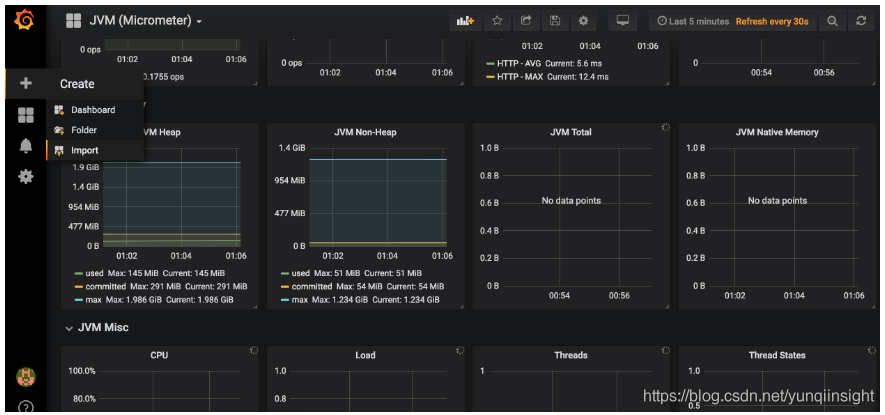 JVM (Micrometer)
Last 5 minutes Refresh every 30s
0 ops
01:02 01:04 01:06
0.1755 ops
0 ops
01:02 01:04 01:06
01:02 01:04 01:06
HTTP - AVG Current: 5.6 ms
HTTP - MAX Current: 12.4 ms
0
00:54 00:56
Create
Dashboard
Folder
Import
JVM Heap
1.9 GiB
1.4 GiB
954 MiB
477 MiB
0 B
01:02 01:04 01:06
used Max: 145 MiB Current: 145 MiB
committed Max: 291 MiB Current: 291 MiB
max Max: 1.986 GiB Current: 1.986 GiB
JVM Non-Heap
1.4 GiB
954 MiB
477 MiB
0 B
01:02 01:04 01:06
used Max: 51 MiB Current: 51 MiB
committed Max: 54 MiB Current: 54 MiB
max Max: 1.234 GiB Current: 1.234 GiB
JVM Total
1.0 B
0.8 B
0.6 B
No data points
0.4 B
0.2 B
0 B
00:54 00:56
JVM Native Memory
1.0 B
0.8 B
0.6 B
No data points
0.4 B
0.2 B
0 B
01:02 01:04 01:06
JVM Misc
CPU
100.0%
80.0%
Load
1.0
0.8
Threads
1
Thread States
1.0
0.5
https://blog.csdn.net/yunqiinsight